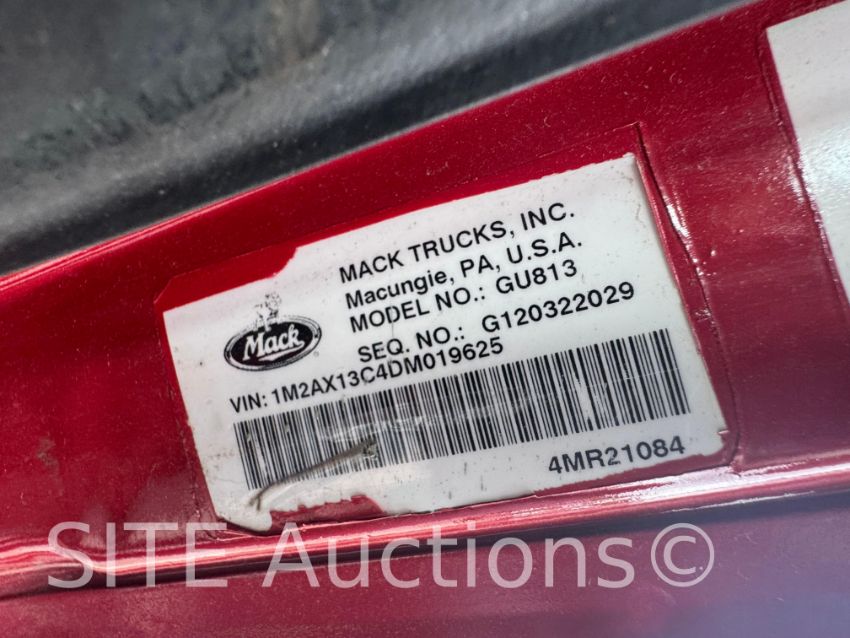 MACK TRUCKS, INC.
Macungie, PA, U.S.A.
MODEL NO.: GU813
SEQ. NO.: G120322029
Mack
VIN: 1M2AX13C4DM019625
4MR21084
SITE Auctions©